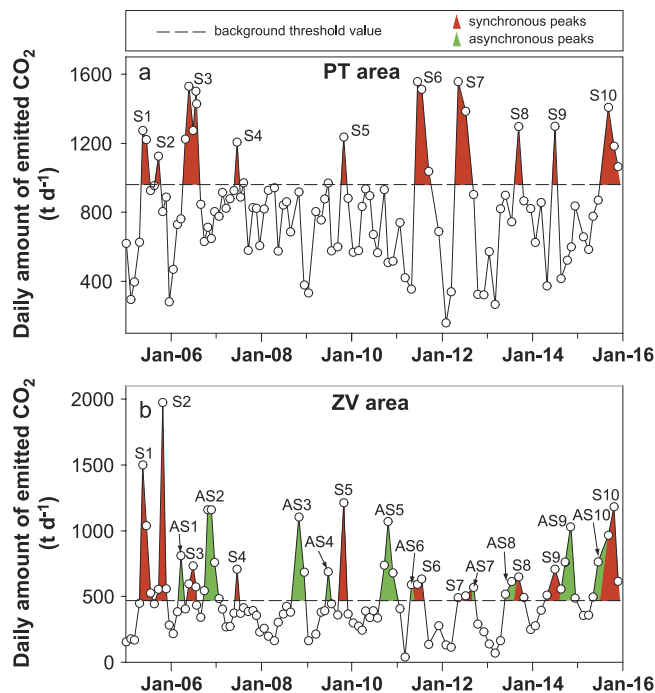 background threshold value
synchronous peaks
asynchronous peaks
a
PT area
Daily amount of emitted CO2
(t d-1)
1600
1200
800
400
S1
S2
S3
S4
S5
S6
S7
S8
S9
S10
Jan-06
Jan-08
Jan-10
Jan-12
Jan-14
Jan-16
b
ZV area
Daily amount of emitted CO2
(t d-1)
2000
1500
1000
500
0
S1
S2
AS1
S3
AS2
S4
AS3
AS4
S5
AS5
AS6
S6
S7
AS7
AS8
S8
S9
AS9
AS10
S10
Jan-06
Jan-08
Jan-10
Jan-12
Jan-14
Jan-16